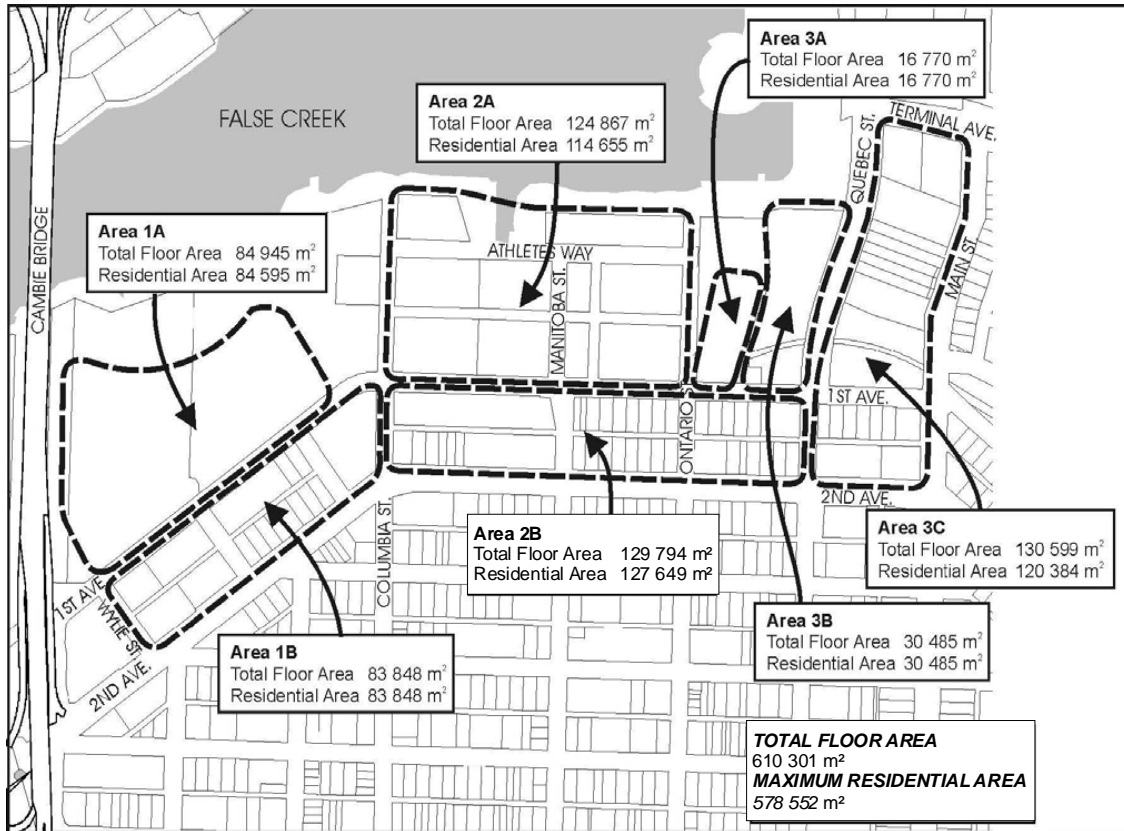 Area 3A
Total Floor Area 16 770 m²
Residential Area 16 770 m²
FALSE CREEK
Area 2A
Total Floor Area 124 867 m²
Residential Area 114 655 m²
TERMINAL AVE.
QUEBEC ST.
MAIN ST.
CAMBIE BRIDGE
Area 1A
Total Floor Area 84 945 m²
Residential Area 84 595 m²
ATHLETES WAY
MANITOBA ST.
1ST AVE.
ONTARIO S
2ND AVE.
COLUMBIA ST.
Area 2B
Total Floor Area 129 794 m²
Residential Area 127 649 m²
Area 3C
Total Floor Area 130 599 m²
Residential Area 120 384 m²
1ST AVE.
WYLIE ST.
2ND AVE.
Area 1B
Total Floor Area 83 848 m²
Residential Area 83 848 m²
Area 3B
Total Floor Area 30 485 m²
Residential Area 30 485 m²
TOTAL FLOOR AREA
610 301 m²
MAXIMUM RESIDENTIAL AREA
578 552 m²